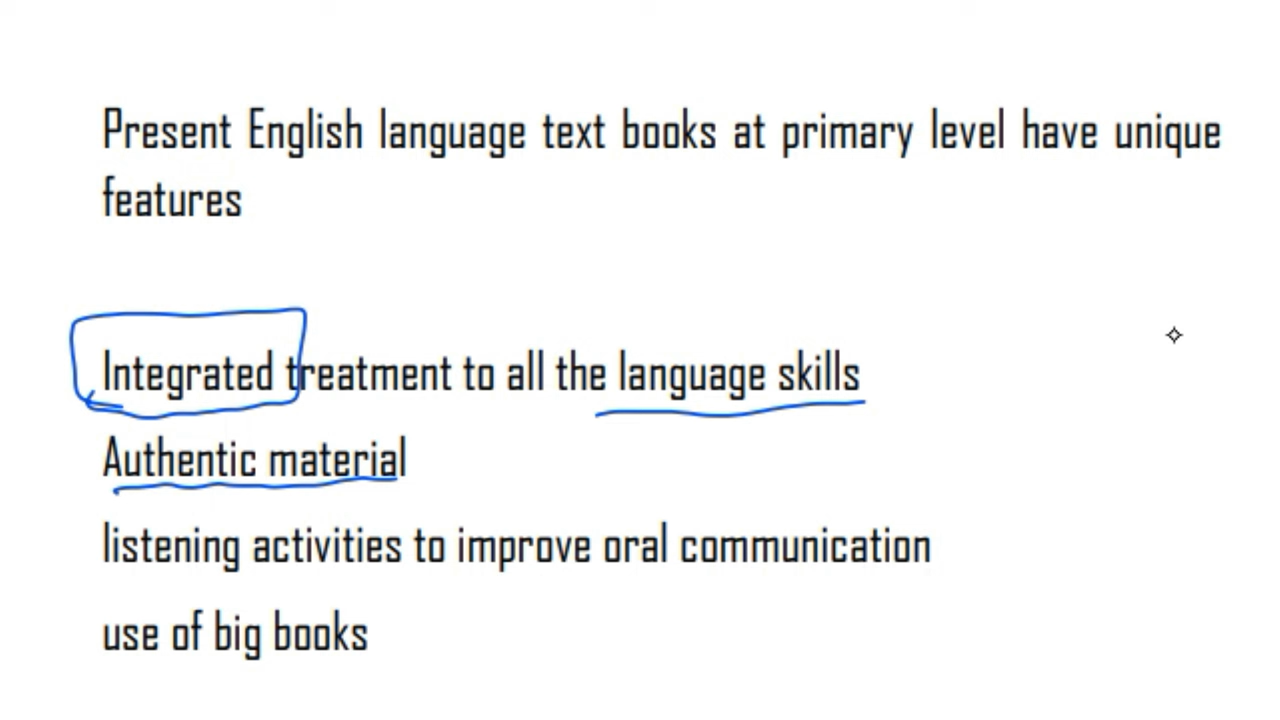 Present English language text books at primary level have unique
features
Integrated treatment to all the language skills
Authentic material
listening activities to improve oral communication
use of big books